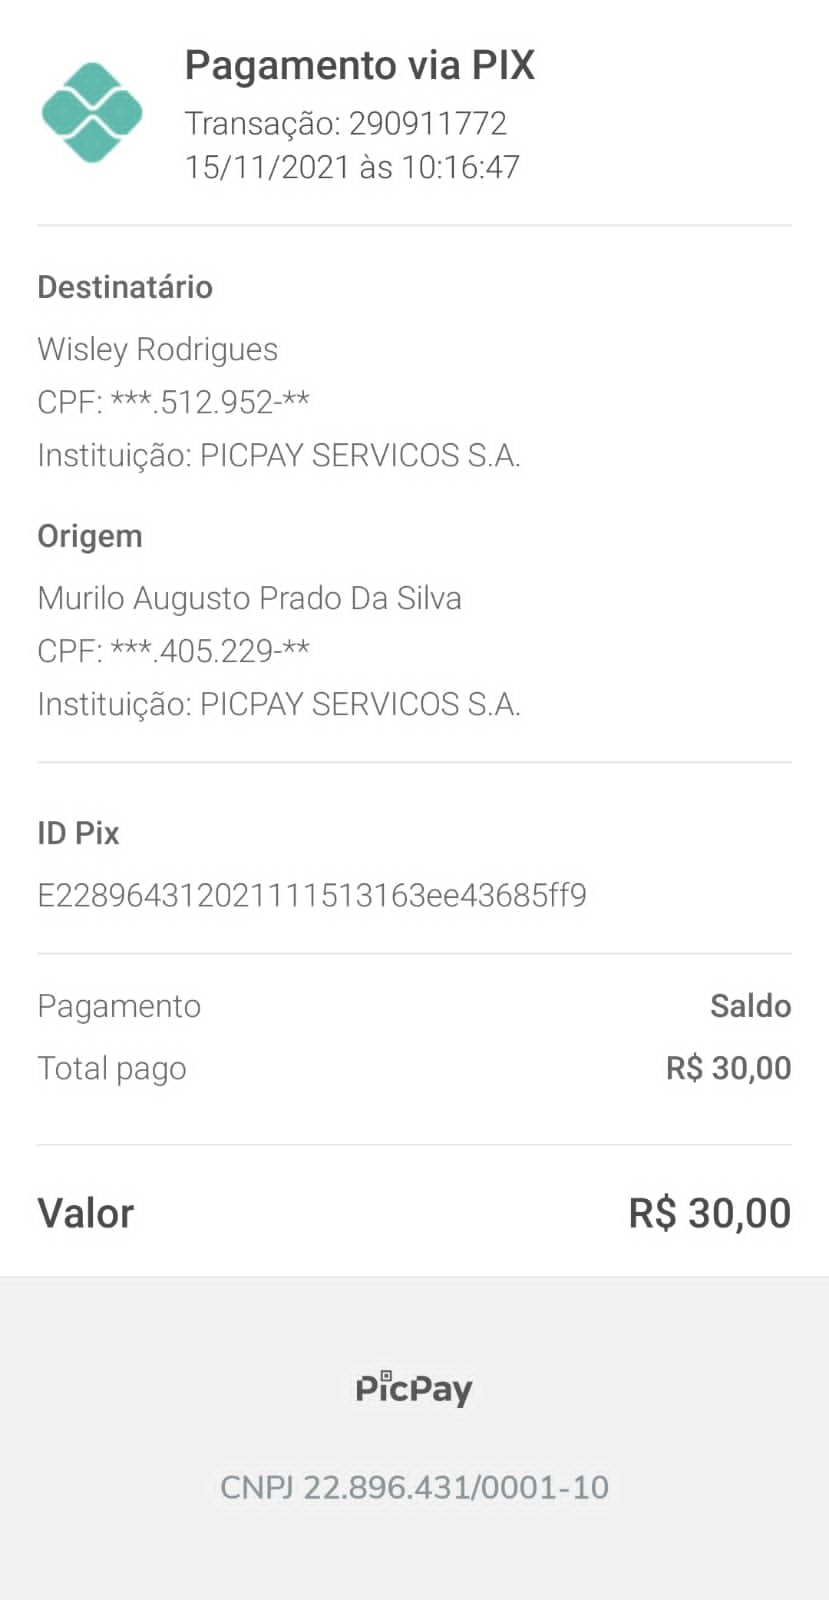 Pagamento via PIX
Transação: 290911772
15/11/2021 às 10:16:47
Destinatário
Wisley Rodrigues
CPF: ***.512.952-**
Instituição: PICPAY SERVICOS S.A.
Origem
Murilo Augusto Prado Da Silva
CPF: ***.405.229-**
Instituição: PICPAY SERVICOS S.A.
ID Pix
E22896431202111151316​3ee43685ff9
Pagamento Saldo
Total pago R$ 30,00
Valor R$ 30,00
PicPay
CNPJ 22.896.431/0001-10